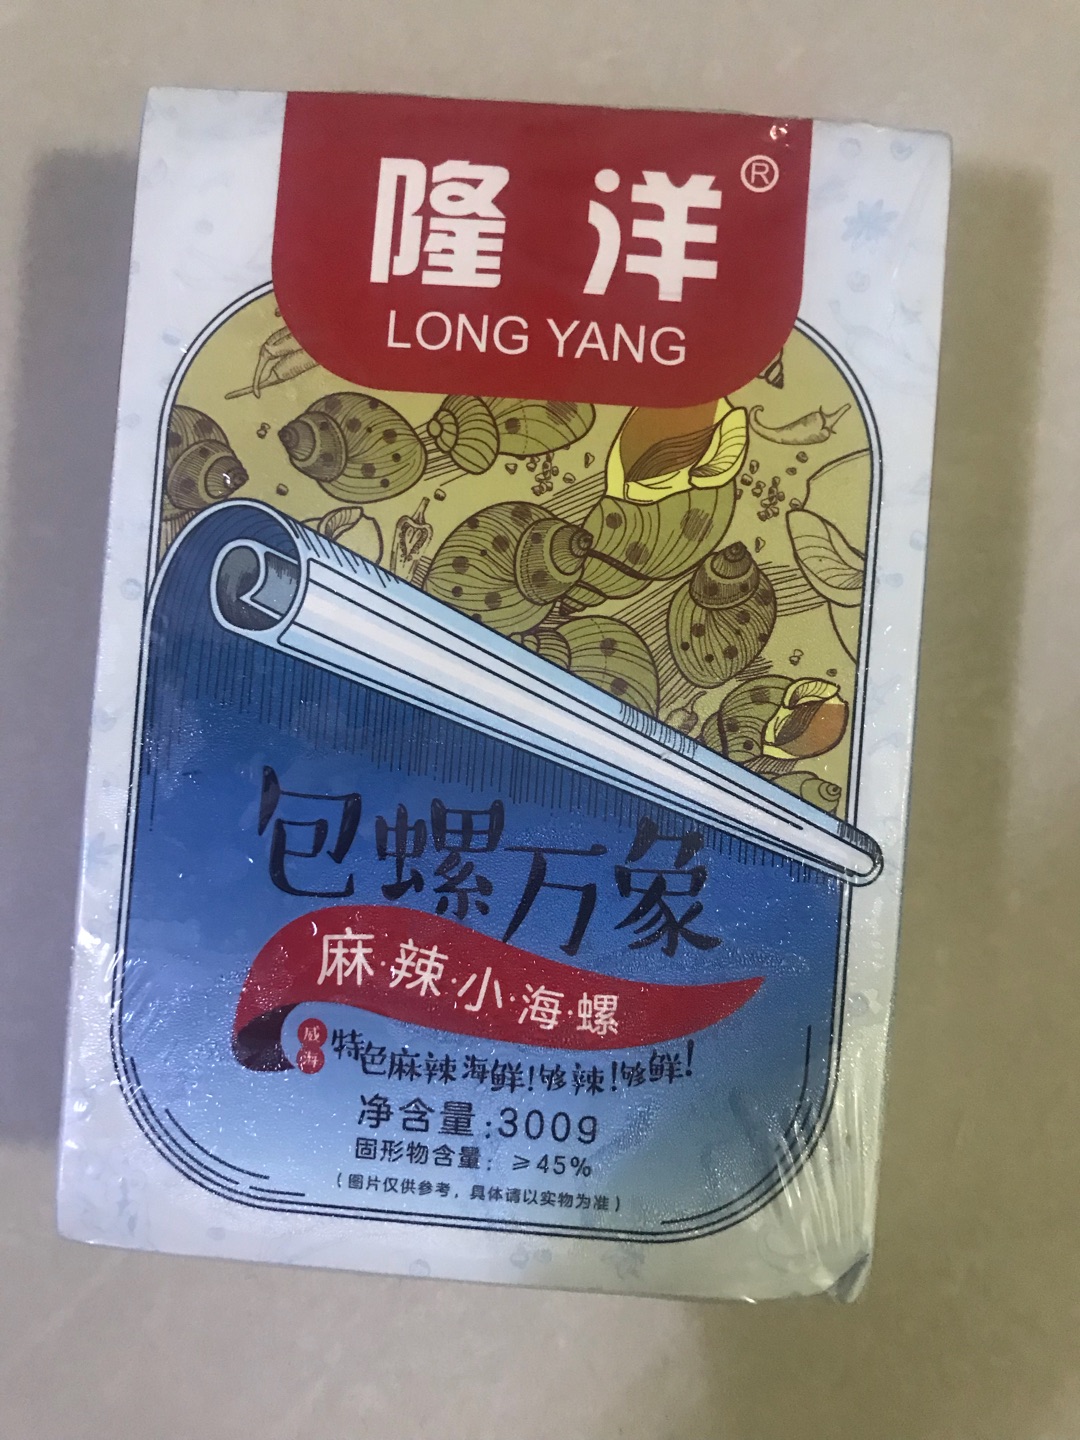 隆洋®
LONG YANG
包螺万象
麻·辣·小·海·螺
威海
特色麻辣海鲜!够辣!够鲜!
净含量:300g
固形物含量:≥45%
(图片仅供参考,具体请以实物为准)